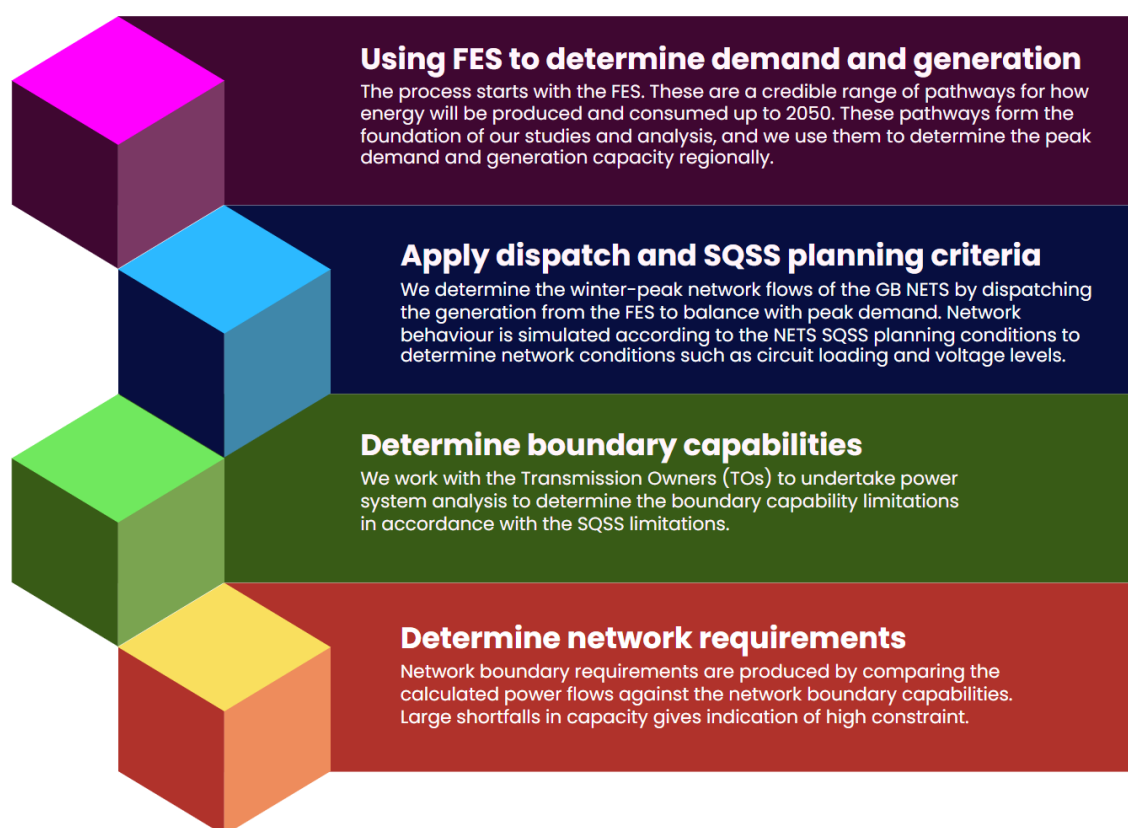 Using FES to determine demand and generation
The process starts with the FES. These are a credible range of pathways for how
energy will be produced and consumed up to 2050. These pathways form the
foundation of our studies and analysis, and we use them to determine the peak
demand and generation capacity regionally.
Apply dispatch and SQSS planning criteria
We determine the winter-peak network flows of the GB NETS by dispatching
the generation from the FES to balance with peak demand. Network
behaviour is simulated according to the NETS SQSS planning conditions to
determine network conditions such as circuit loading and voltage levels.
Determine boundary capabilities
We work with the Transmission Owners (TOs) to undertake power
system analysis to determine the boundary capability limitations
in accordance with the SQSS limitations.
Determine network requirements
Network boundary requirements are produced by comparing the
calculated power flows against the network boundary capabilities.
Large shortfalls in capacity gives indication of high constraint.